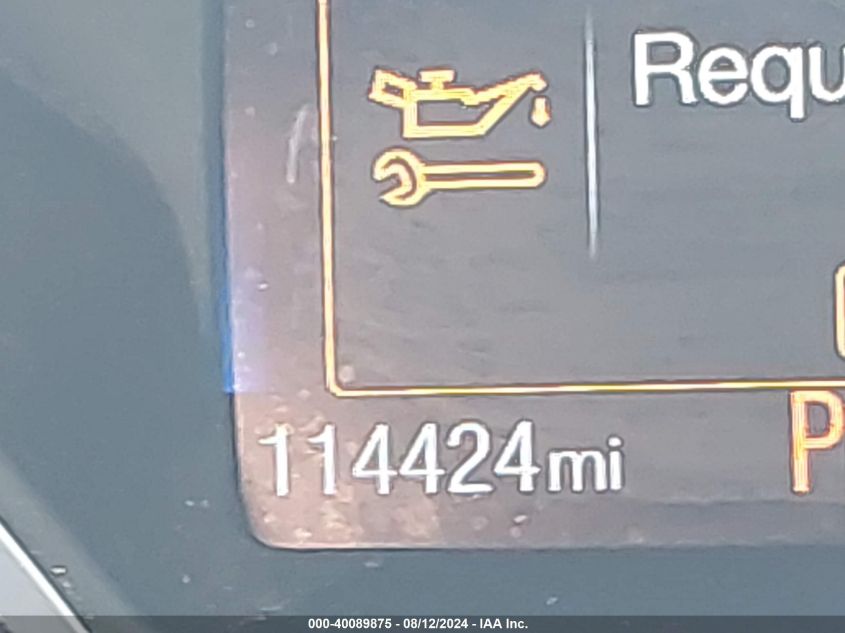 Requ
114424mi
P
000-40089875 - 08/12/2024 - IAA Inc.